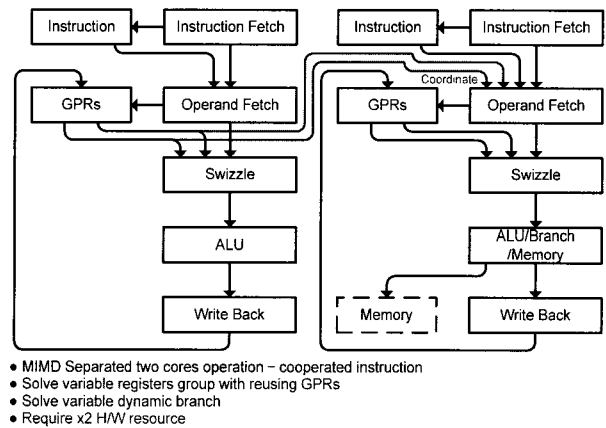 Instruction
Instruction Fetch
Instruction
Instruction Fetch
Coordinate
GPRs
Operand Fetch
GPRs
Operand Fetch
Swizzle
Swizzle
ALU
ALU/Branch
/Memory
Write Back
Memory
Write Back
● MIMD Separated two cores operation – cooperated instruction
● Solve variable registers group with reusing GPRs
● Solve variable dynamic branch
● Require x2 H/W resource